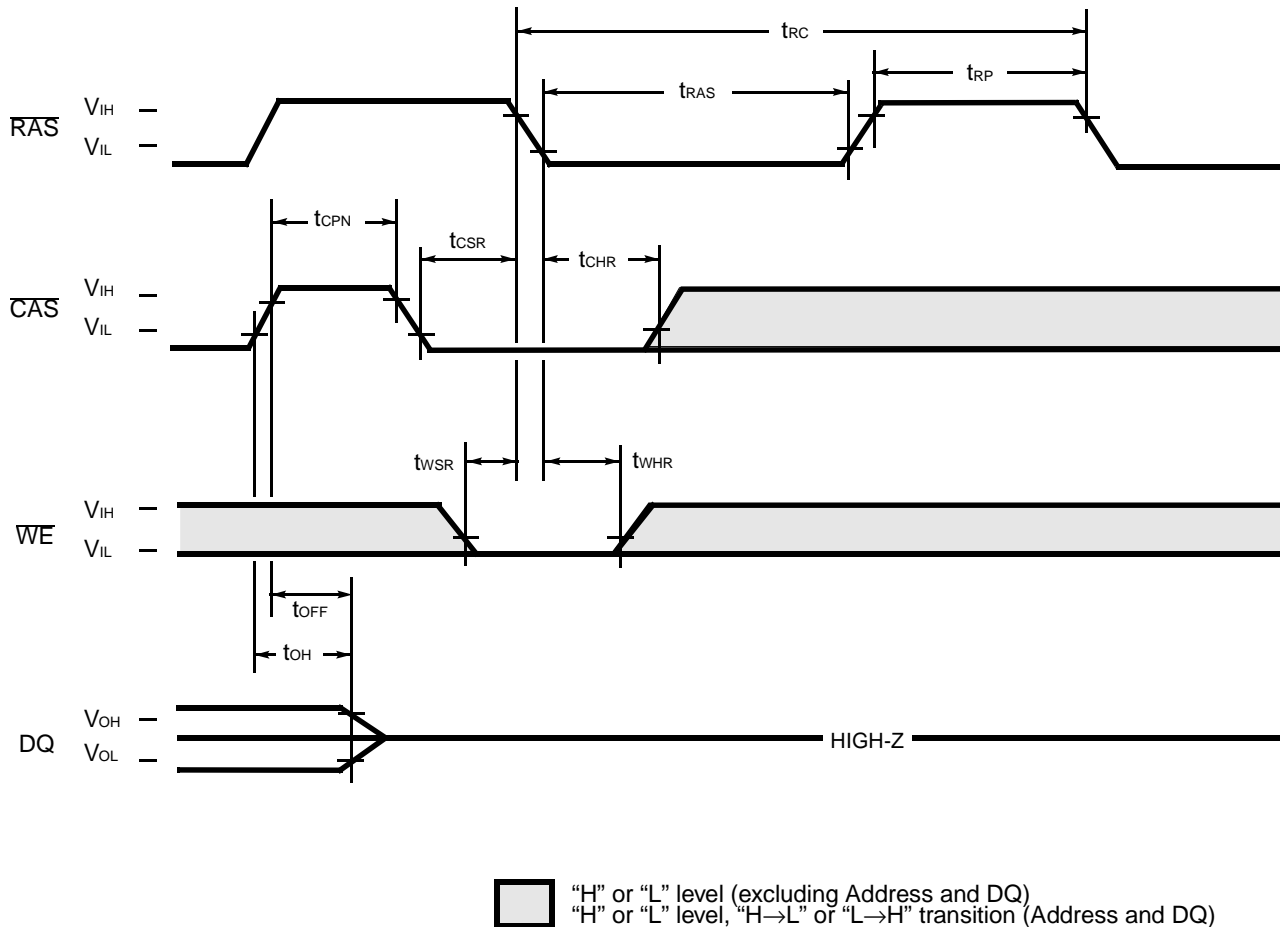 tRC
tRP
tRAS
RAS
VIH
VIL
tCPN
tCSR
tCHR
CAS
VIH
VIL
tWSR
tWHR
WE
VIH
VIL
tOFF
tOH
DQ
VOH
VOL
HIGH-Z
“H” or “L” level (excluding Address and DQ)
“H” or “L” level, “H→L” or “L→H” transition (Address and DQ)